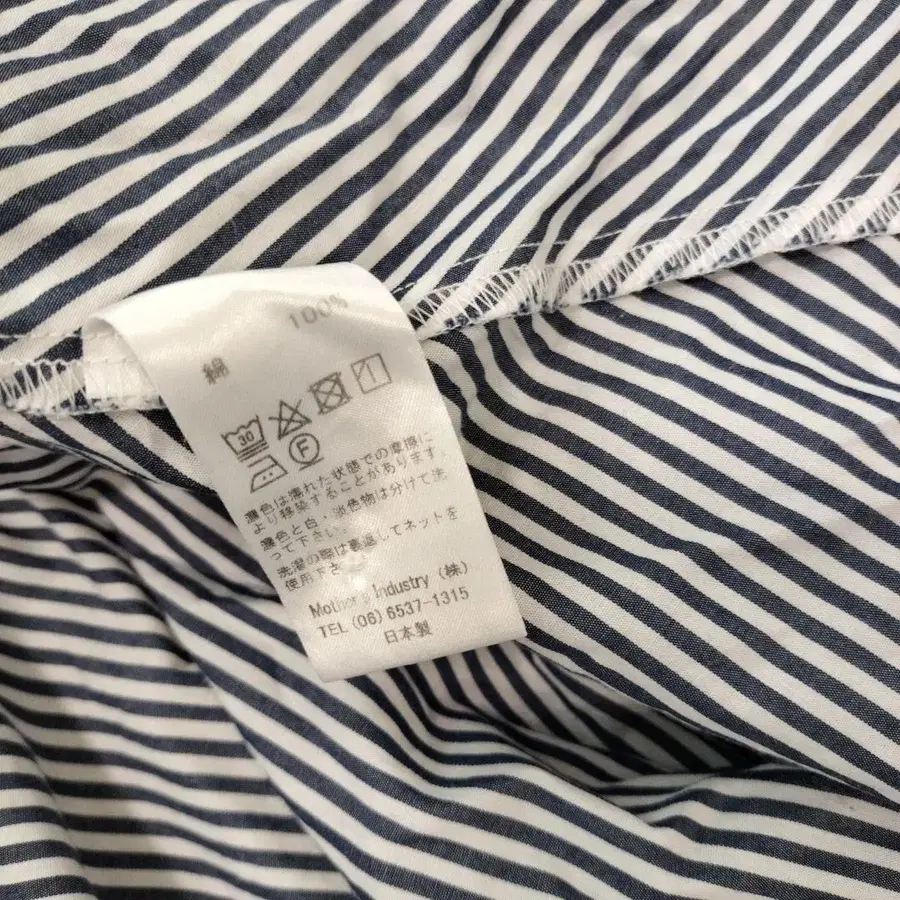 綿 100%
30
F
濃色は濡れた状態での摩擦に
より移染することがあります。
濃色と白・淡色物は分けて洗
って下さい。
洗濯の際は裏返してネットを
使用下さい
Mother's Industry (株)
TEL (06) 6537-1315
日本製